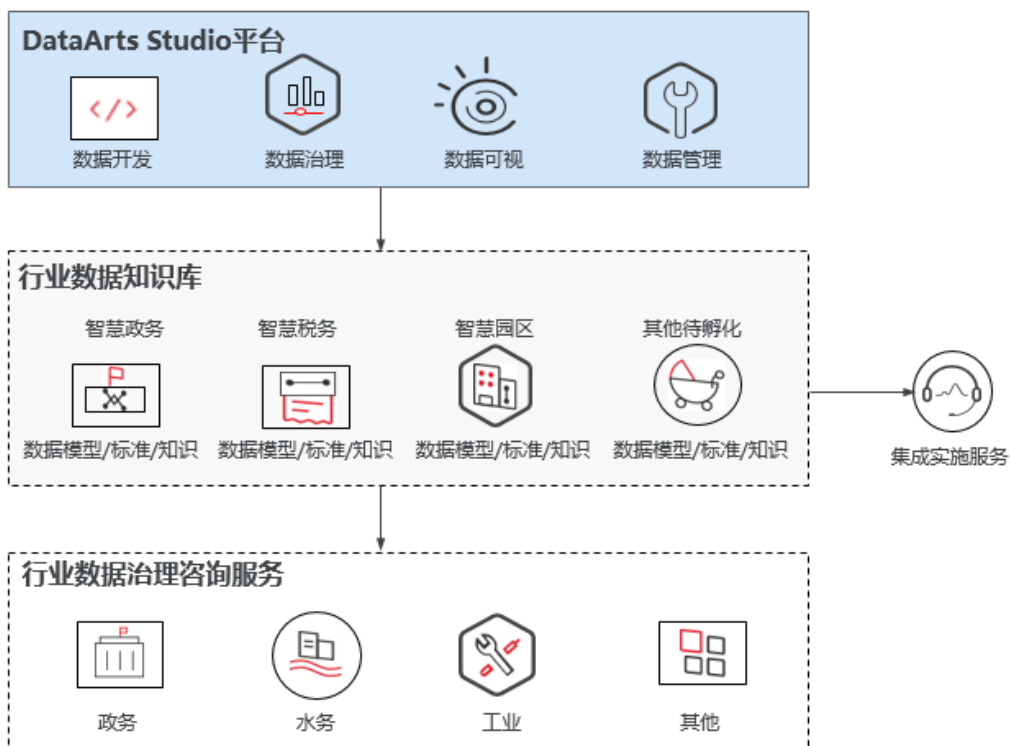 DataArts Studio平台
数据开发 数据治理 数据可视 数据管理
行业数据知识库
智慧政务 智慧税务 智慧园区 其他待孵化
数据模型/标准/知识 数据模型/标准/知识 数据模型/标准/知识 数据模型/标准/知识
集成实施服务
行业数据治理咨询服务
政务 水务 工业 其他